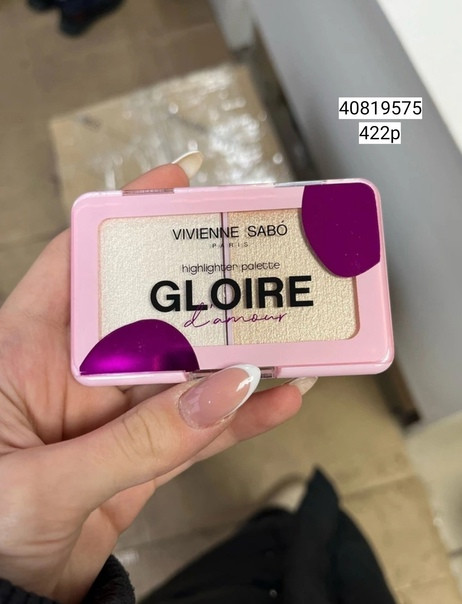 40819575
422р
VIVIENNE SABÓ
PARIS
highlighter palette
GLOIRE
d'amour